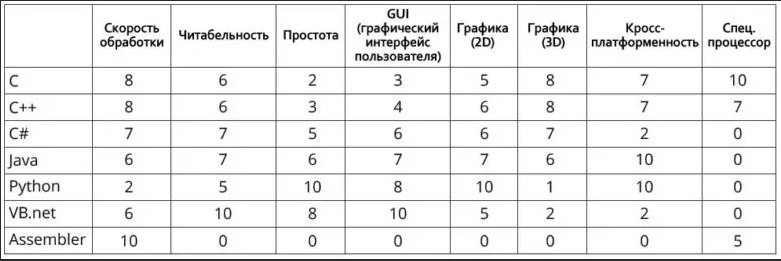 Скорость обработки Читабельность Простота GUI (графический интерфейс пользователя) Графика (2D) Графика (3D) Кросс-платформенность Спец. процессор
C 8 6 2 3 5 8 7 10
C++ 8 6 3 4 6 8 7 7
C# 7 7 5 6 6 7 2 0
Java 6 7 6 7 7 6 10 0
Python 2 5 10 8 10 1 10 0
VB.net 6 10 8 10 5 2 2 0
Assembler 10 0 0 0 0 0 0 5